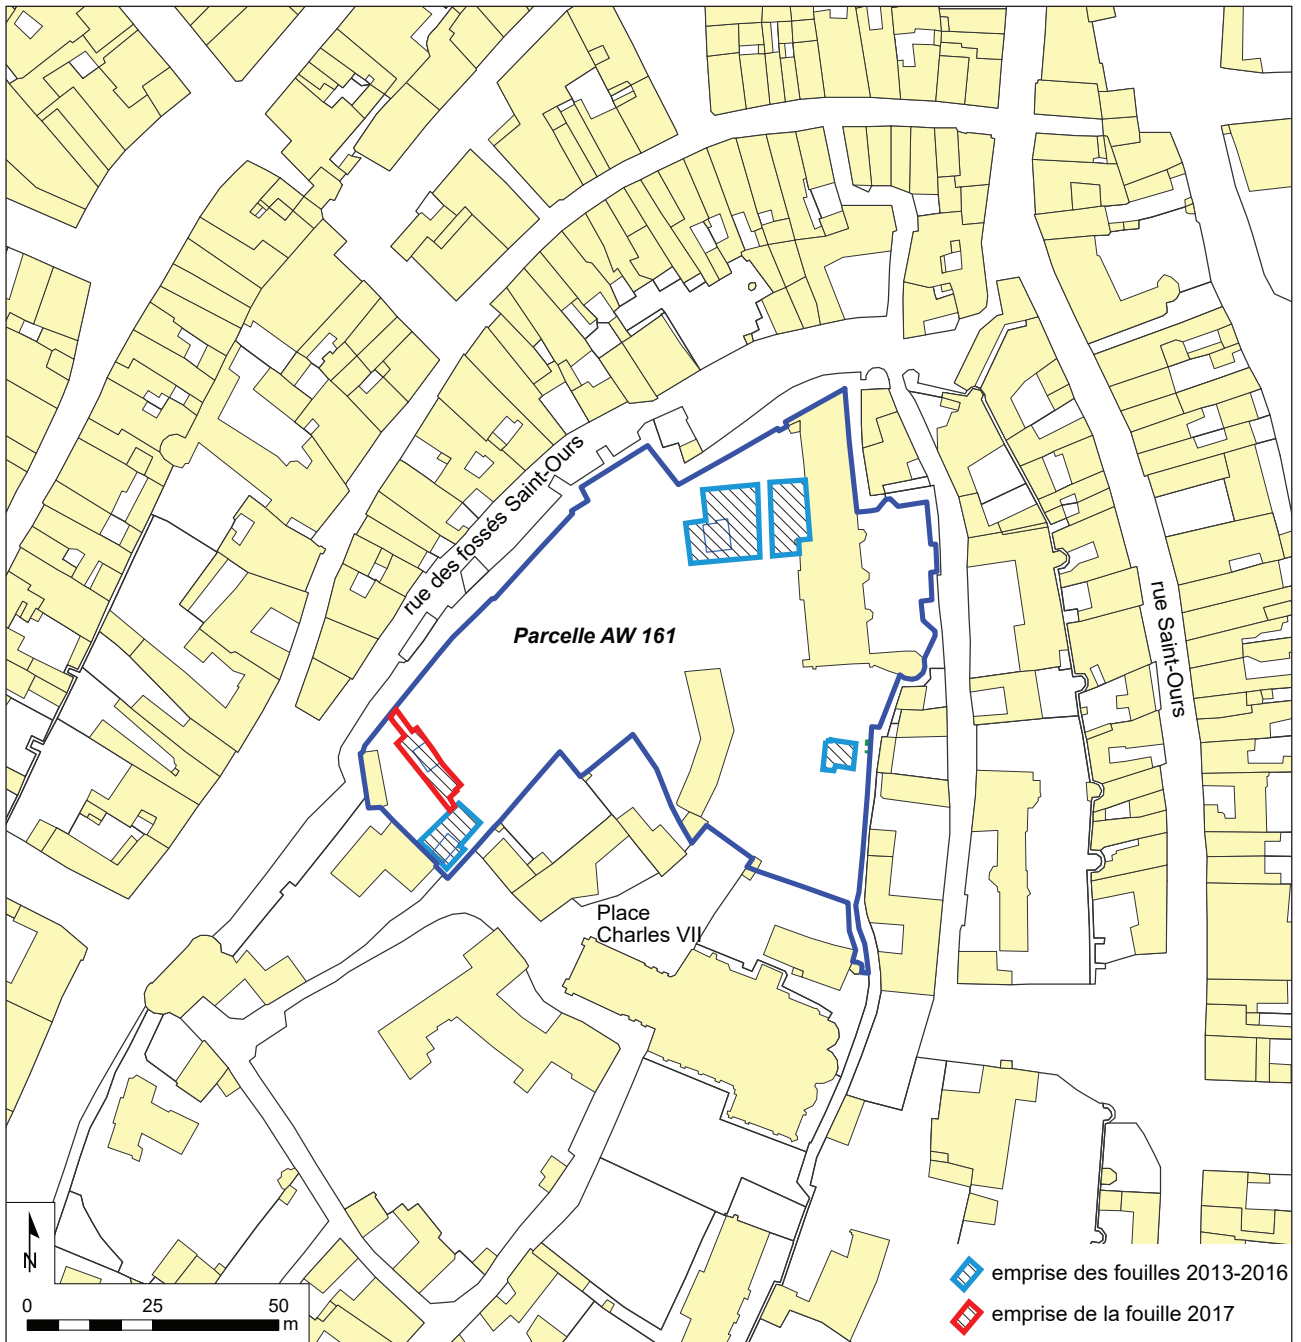 rue des fossés Saint-Ours
Parcelle AW 161
rue Saint-Ours
Place
Charles VII
N
0 25 50
m
emprise des fouilles 2013-2016
emprise de la fouille 2017